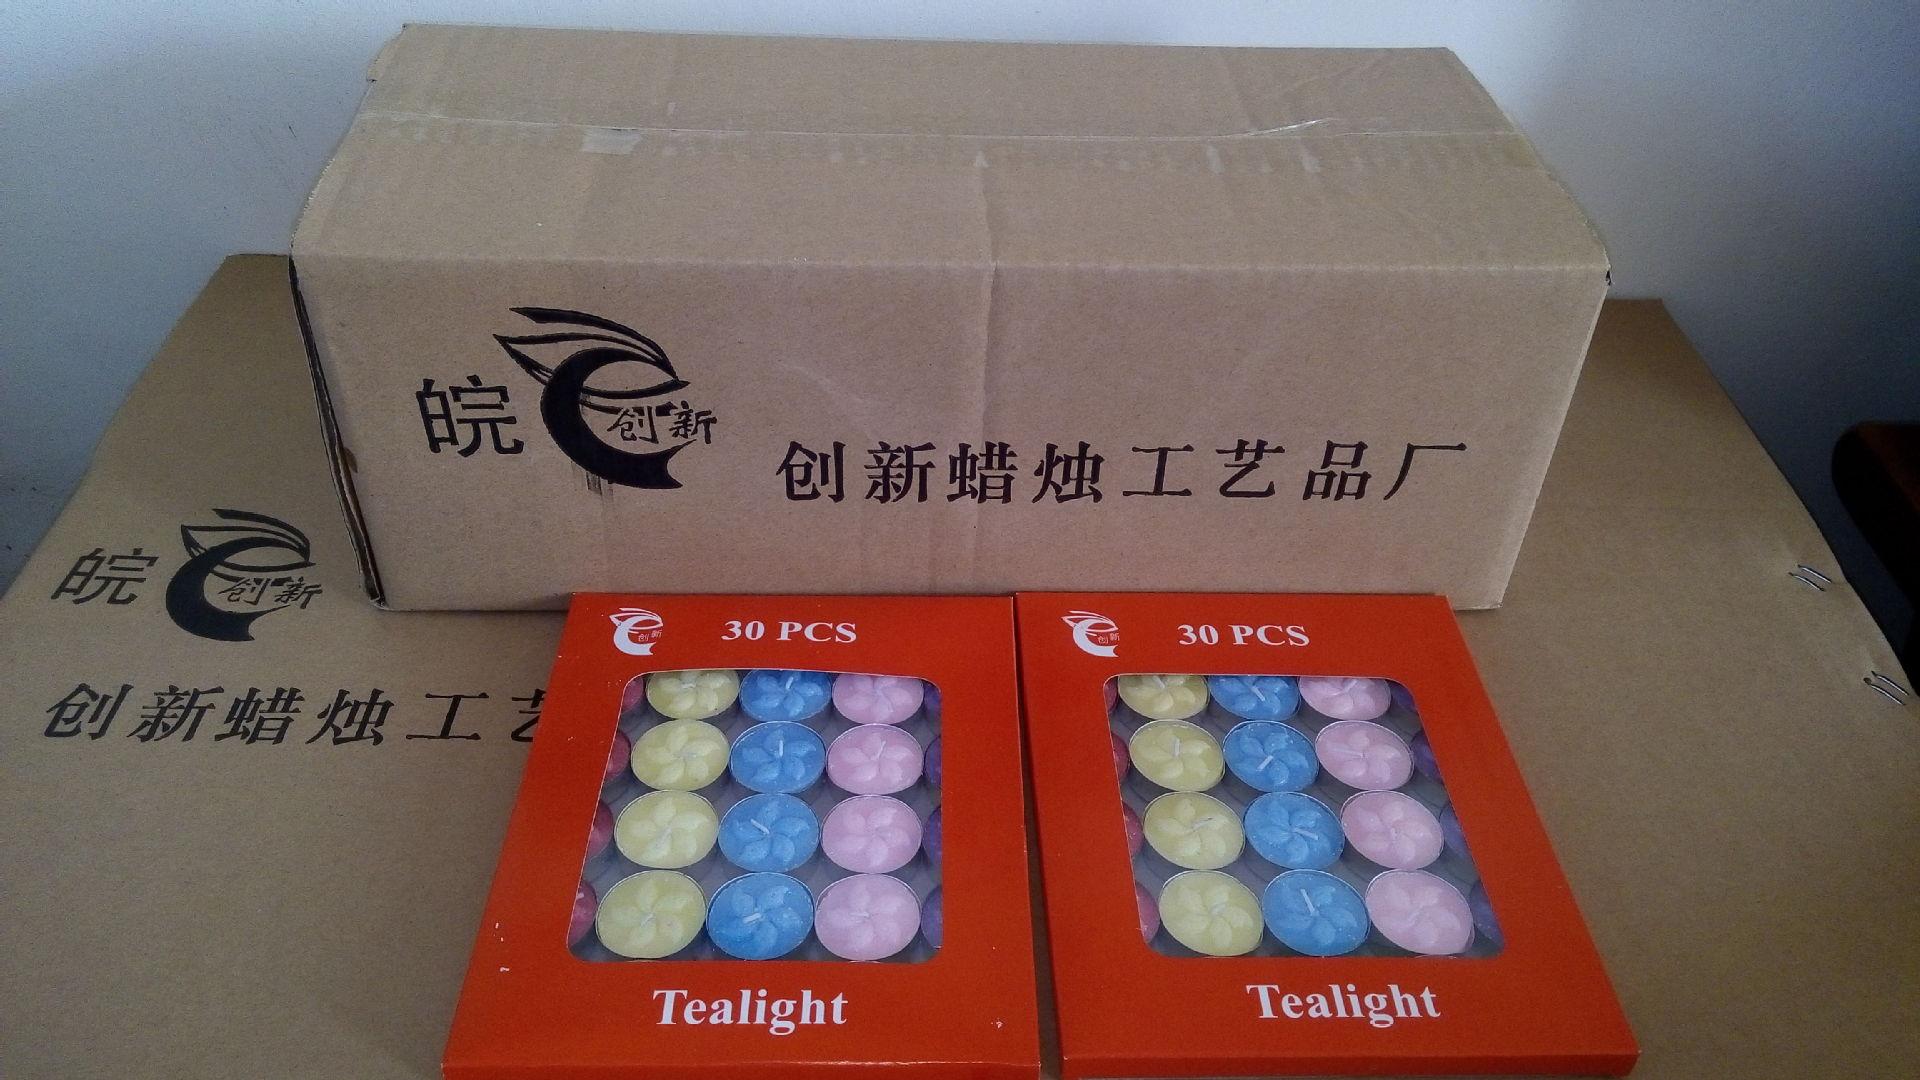 皖 创新
创新蜡烛工艺品厂
皖 创新
创新蜡烛工艺
创新 30 PCS
Tealight
创新 30 PCS
Tealight